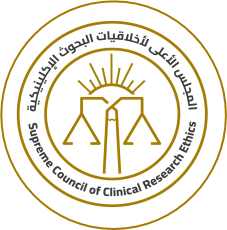 المجلس الأعلى لأخلاقيات البحوث الإكلينيكية
Supreme Council of Clinical Research Ethics